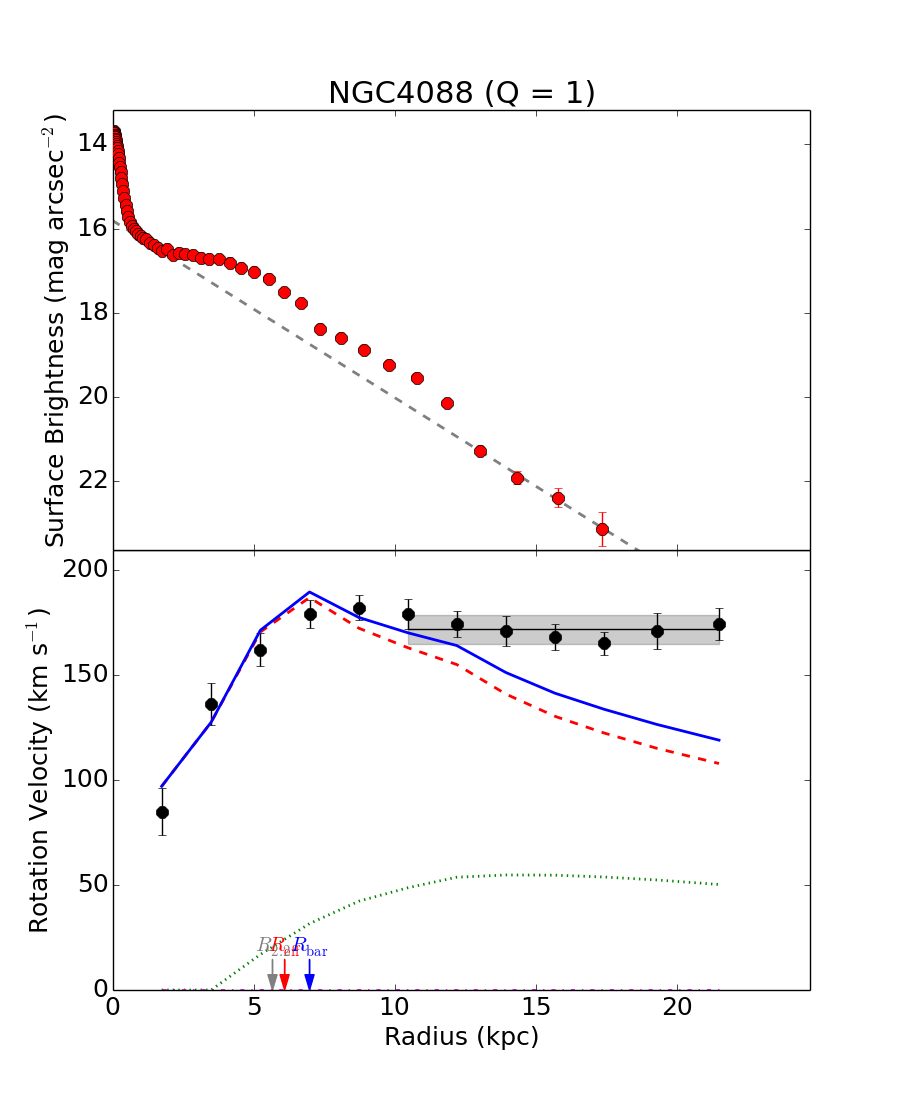 NGC4088 (Q = 1)
Surface Brightness (mag arcsec⁻²)
14
16
18
20
22
Rotation Velocity (km s⁻¹)
200
150
100
50
0
R R R_bar
0 5 10 15 20
Radius (kpc)